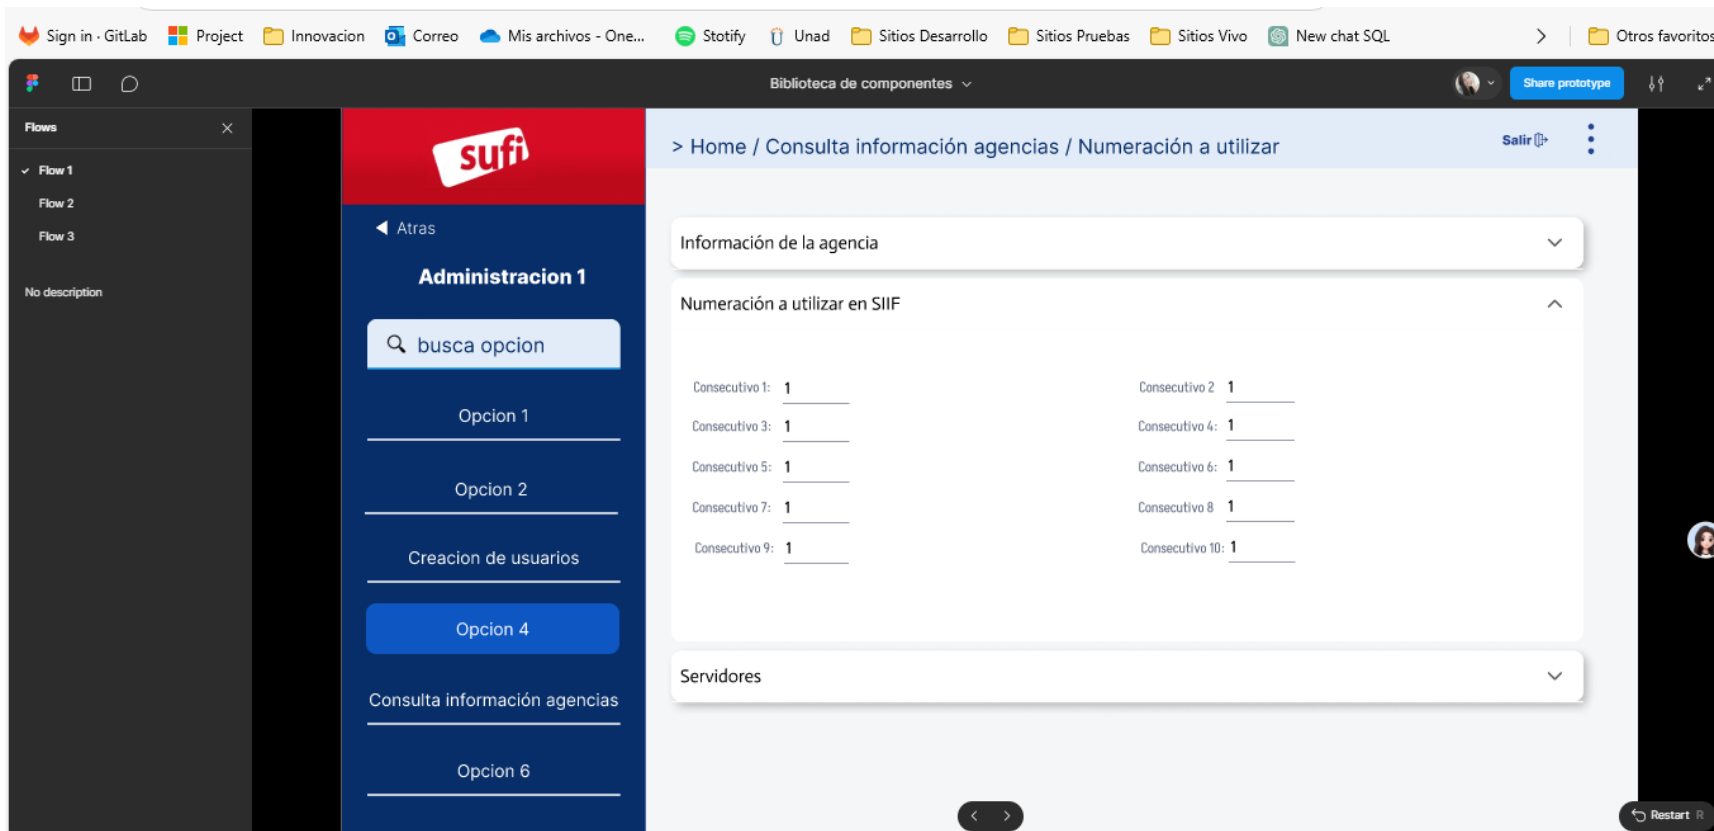 Sign in · GitLab Project Innovacion Correo Mis archivos - One... Stotify Unad Sitios Desarrollo Sitios Pruebas Sitios Vivo New chat SQL Otros favoritos
Biblioteca de componentes
Share prototype
Flows
Flow 1
Flow 2
Flow 3
No description
sufi
Atras
Administracion 1
busca opcion
Opcion 1
Opcion 2
Creacion de usuarios
Opcion 4
Consulta información agencias
Opcion 6
> Home / Consulta información agencias / Numeración a utilizar
Salir
Información de la agencia
Numeración a utilizar en SIIF
Consecutivo 1: 1 Consecutivo 2 1
Consecutivo 3: 1 Consecutivo 4: 1
Consecutivo 5: 1 Consecutivo 6: 1
Consecutivo 7: 1 Consecutivo 8 1
Consecutivo 9: 1 Consecutivo 10: 1
Servidores
Restart R